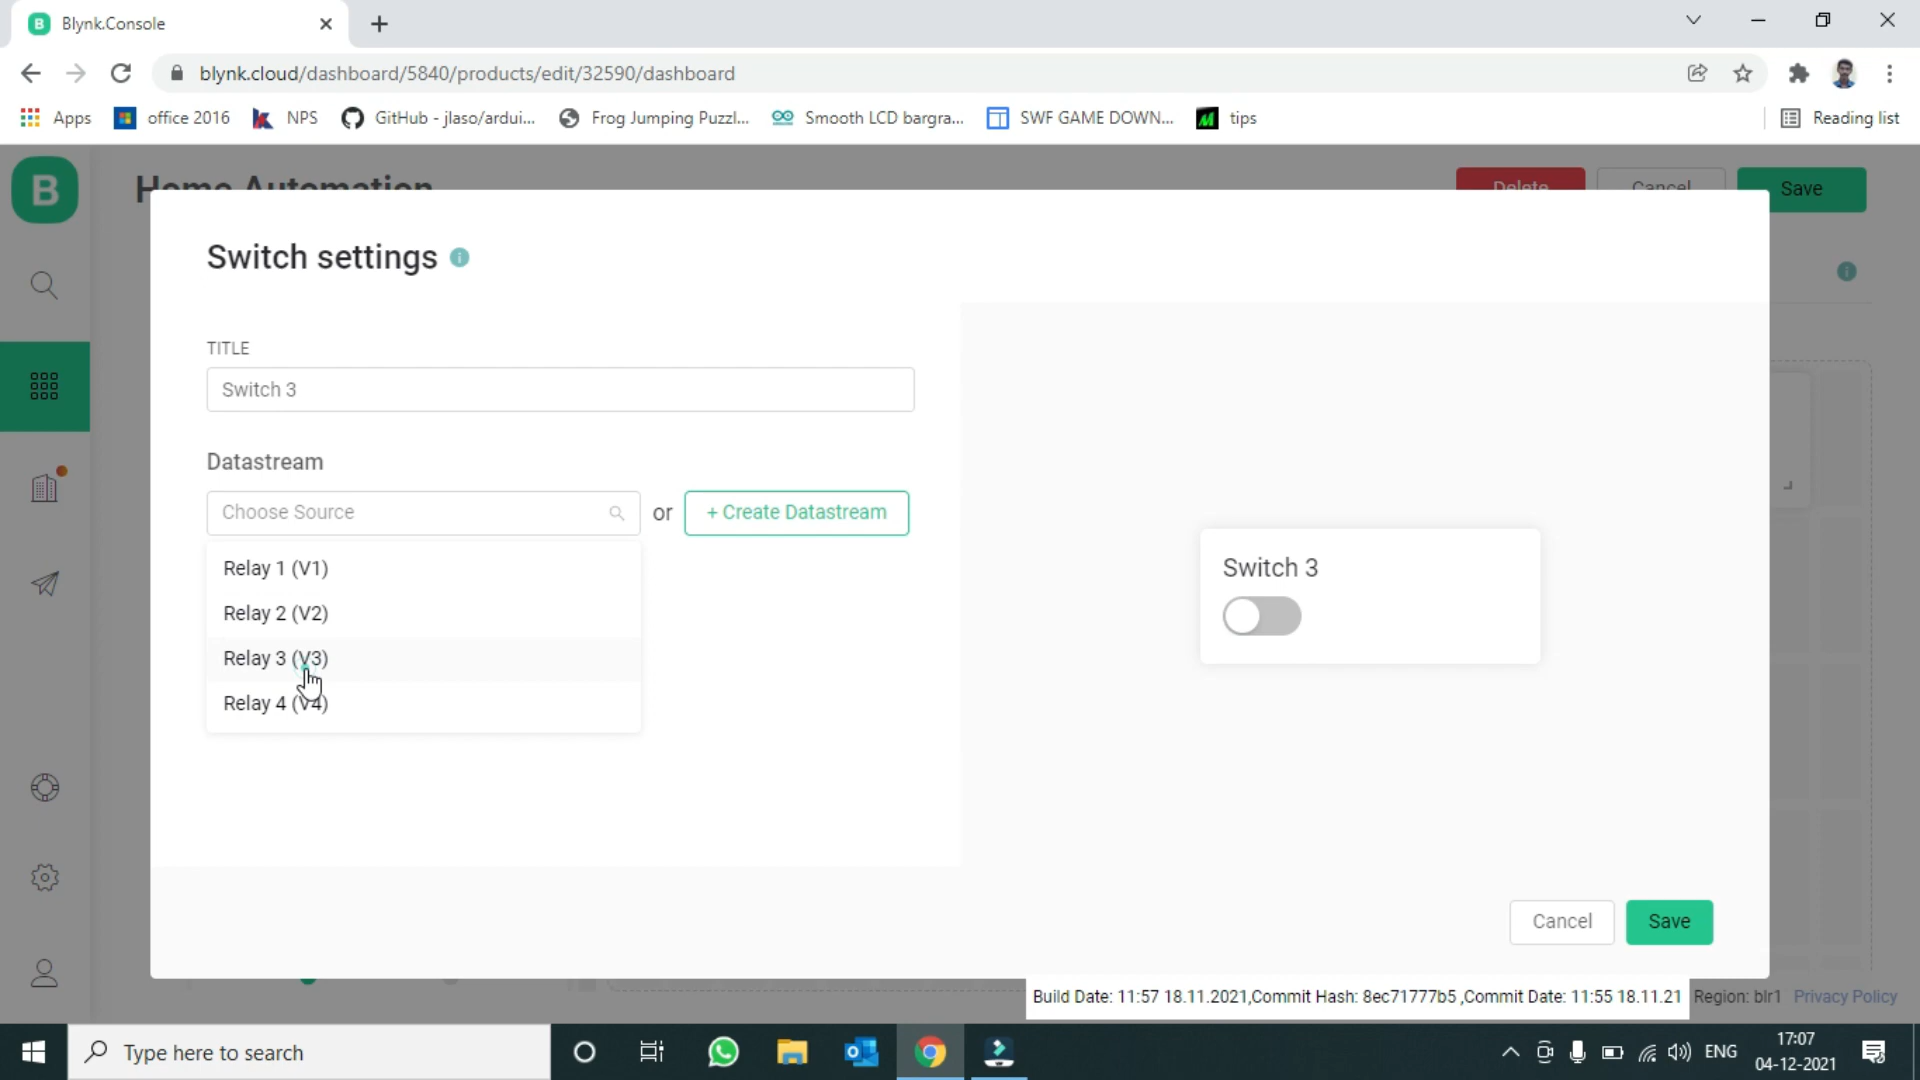 B Blynk.Console
blynk.cloud/dashboard/5840/products/edit/32590/dashboard
Apps office 2016 NPS GitHub - jlaso/ardui... Frog Jumping Puzzl... Smooth LCD bargra... SWF GAME DOWN... tips Reading list
B Home Automation Delete Cancel Save
Switch settings i
i
TITLE
Switch 3
Datastream
Choose Source or + Create Datastream
Relay 1 (V1)
Relay 2 (V2)
Relay 3 (V3)
Relay 4 (V4)
Switch 3
Cancel Save
Build Date: 11:57 18.11.2021,Commit Hash: 8ec71777b5 ,Commit Date: 11:55 18.11.21 Region: blr1 Privacy Policy
Type here to search ENG 17:07
04-12-2021